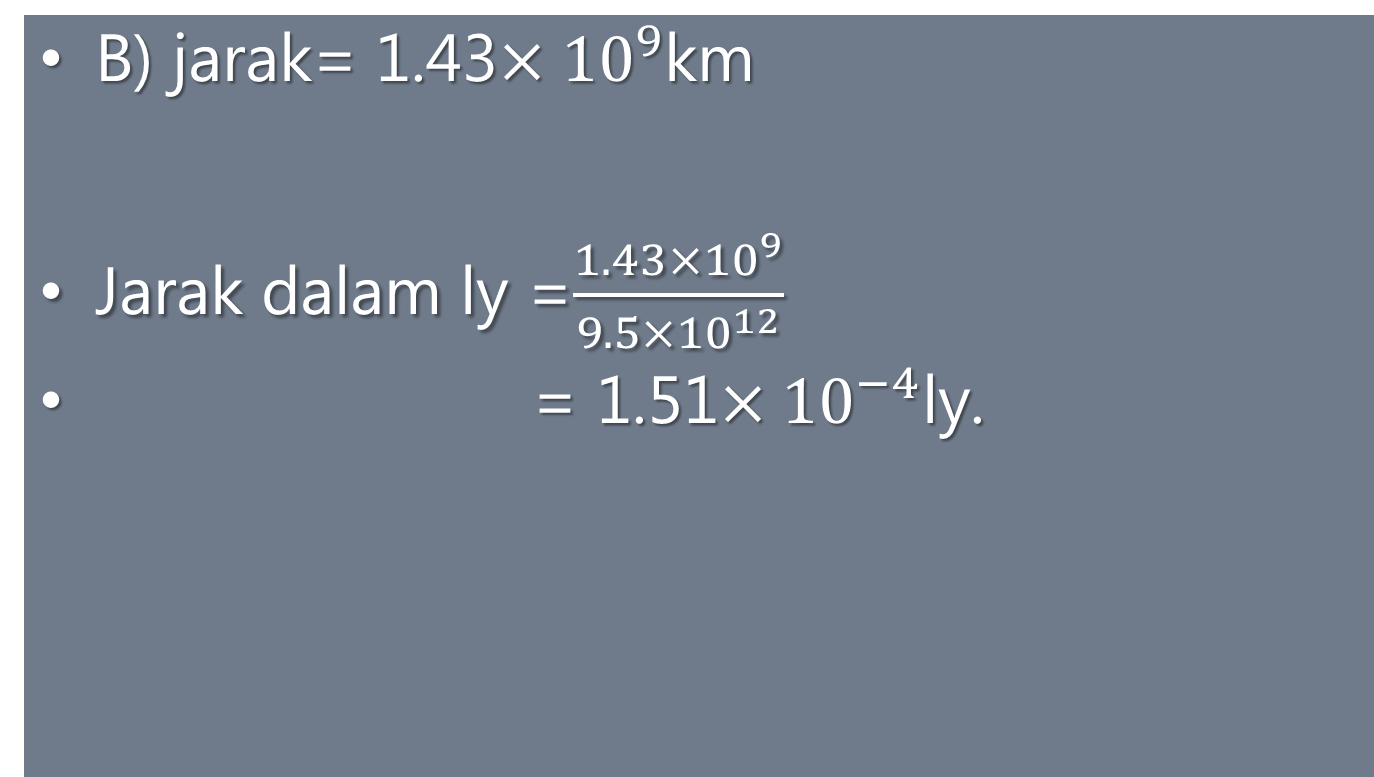 • B) jarak= 1.43× 10⁹km
• Jarak dalam ly = 1.43×10⁹ / 9.5×10¹²
• = 1.51× 10⁻⁴ly.